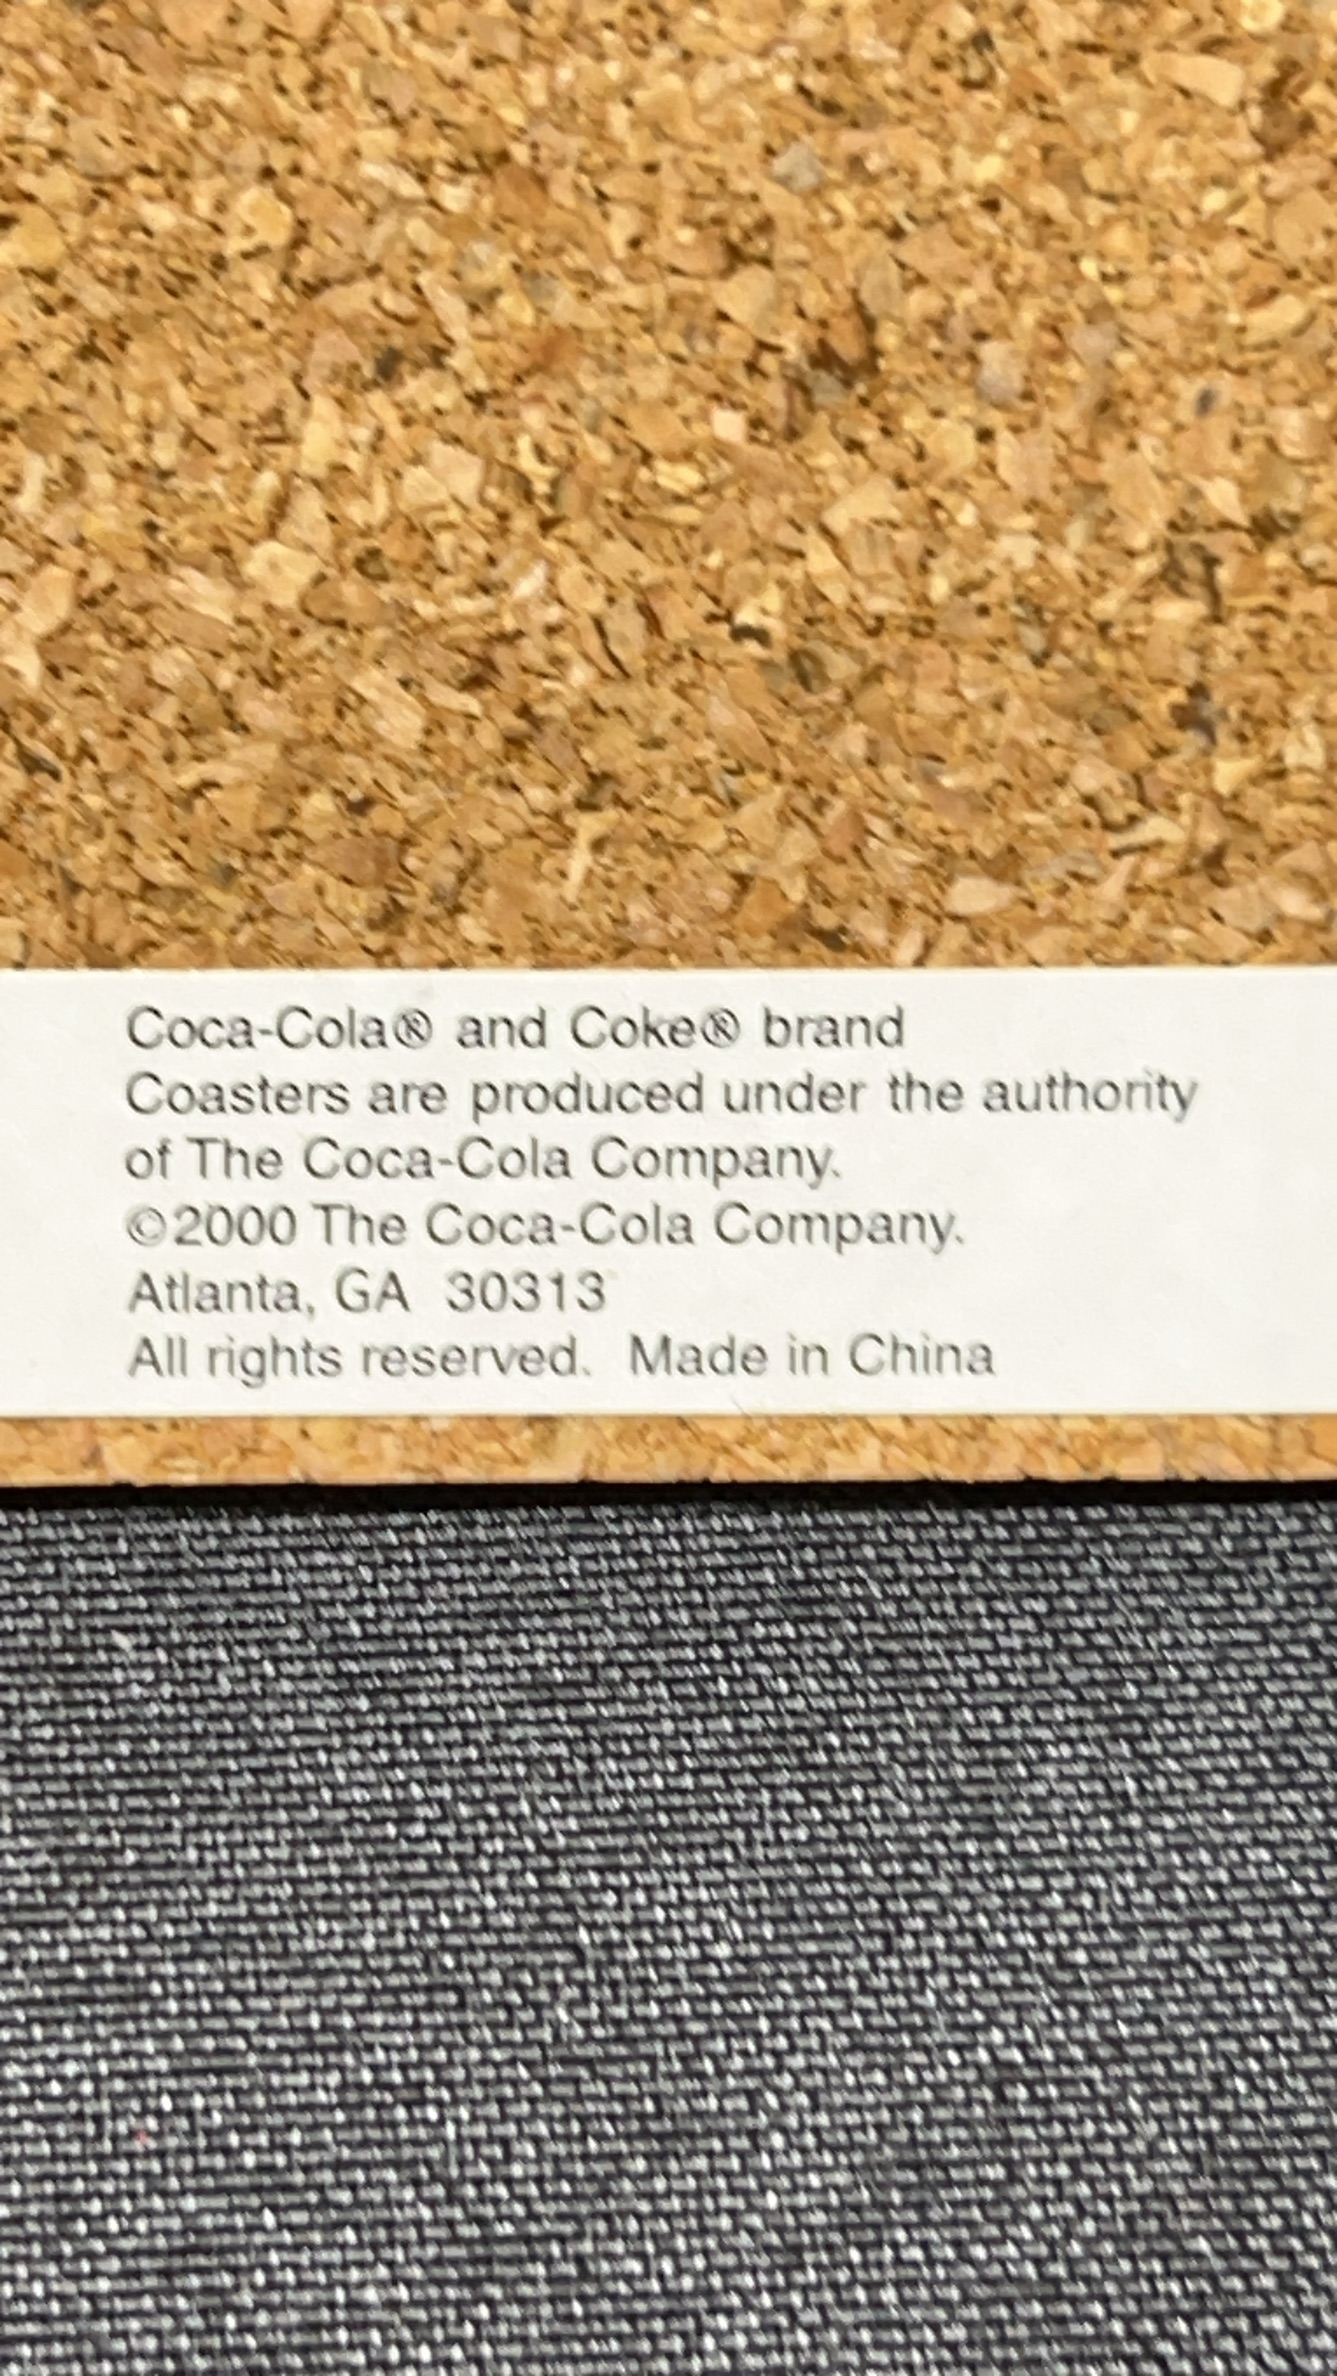 Coca-Cola® and Coke® brand
Coasters are produced under the authority
of The Coca-Cola Company.
©2000 The Coca-Cola Company.
Atlanta, GA  30313
All rights reserved.  Made in China